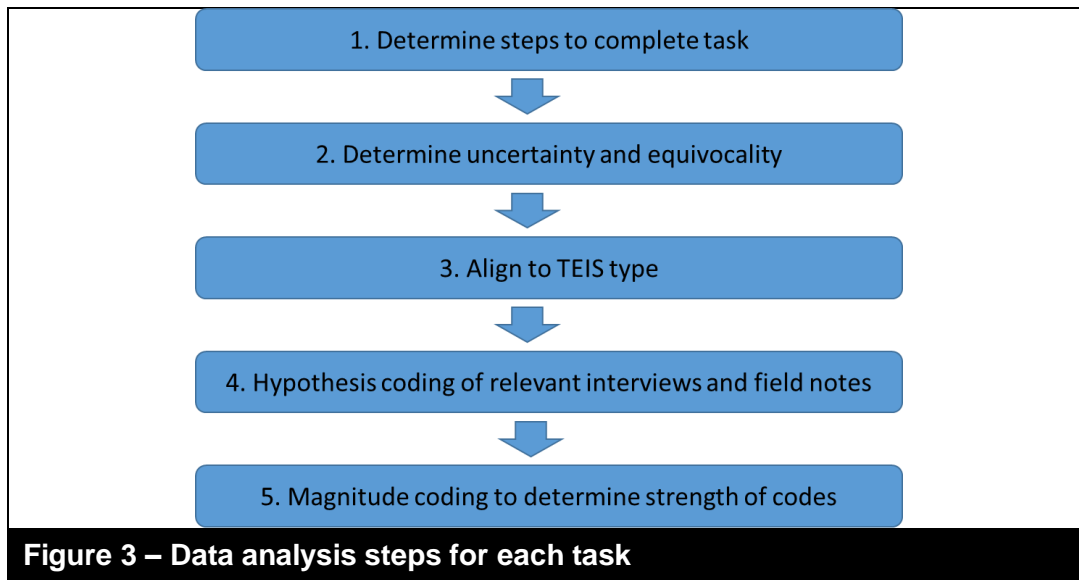 1. Determine steps to complete task
2. Determine uncertainty and equivocality
3. Align to TEIS type
4. Hypothesis coding of relevant interviews and field notes
5. Magnitude coding to determine strength of codes
Figure 3 – Data analysis steps for each task